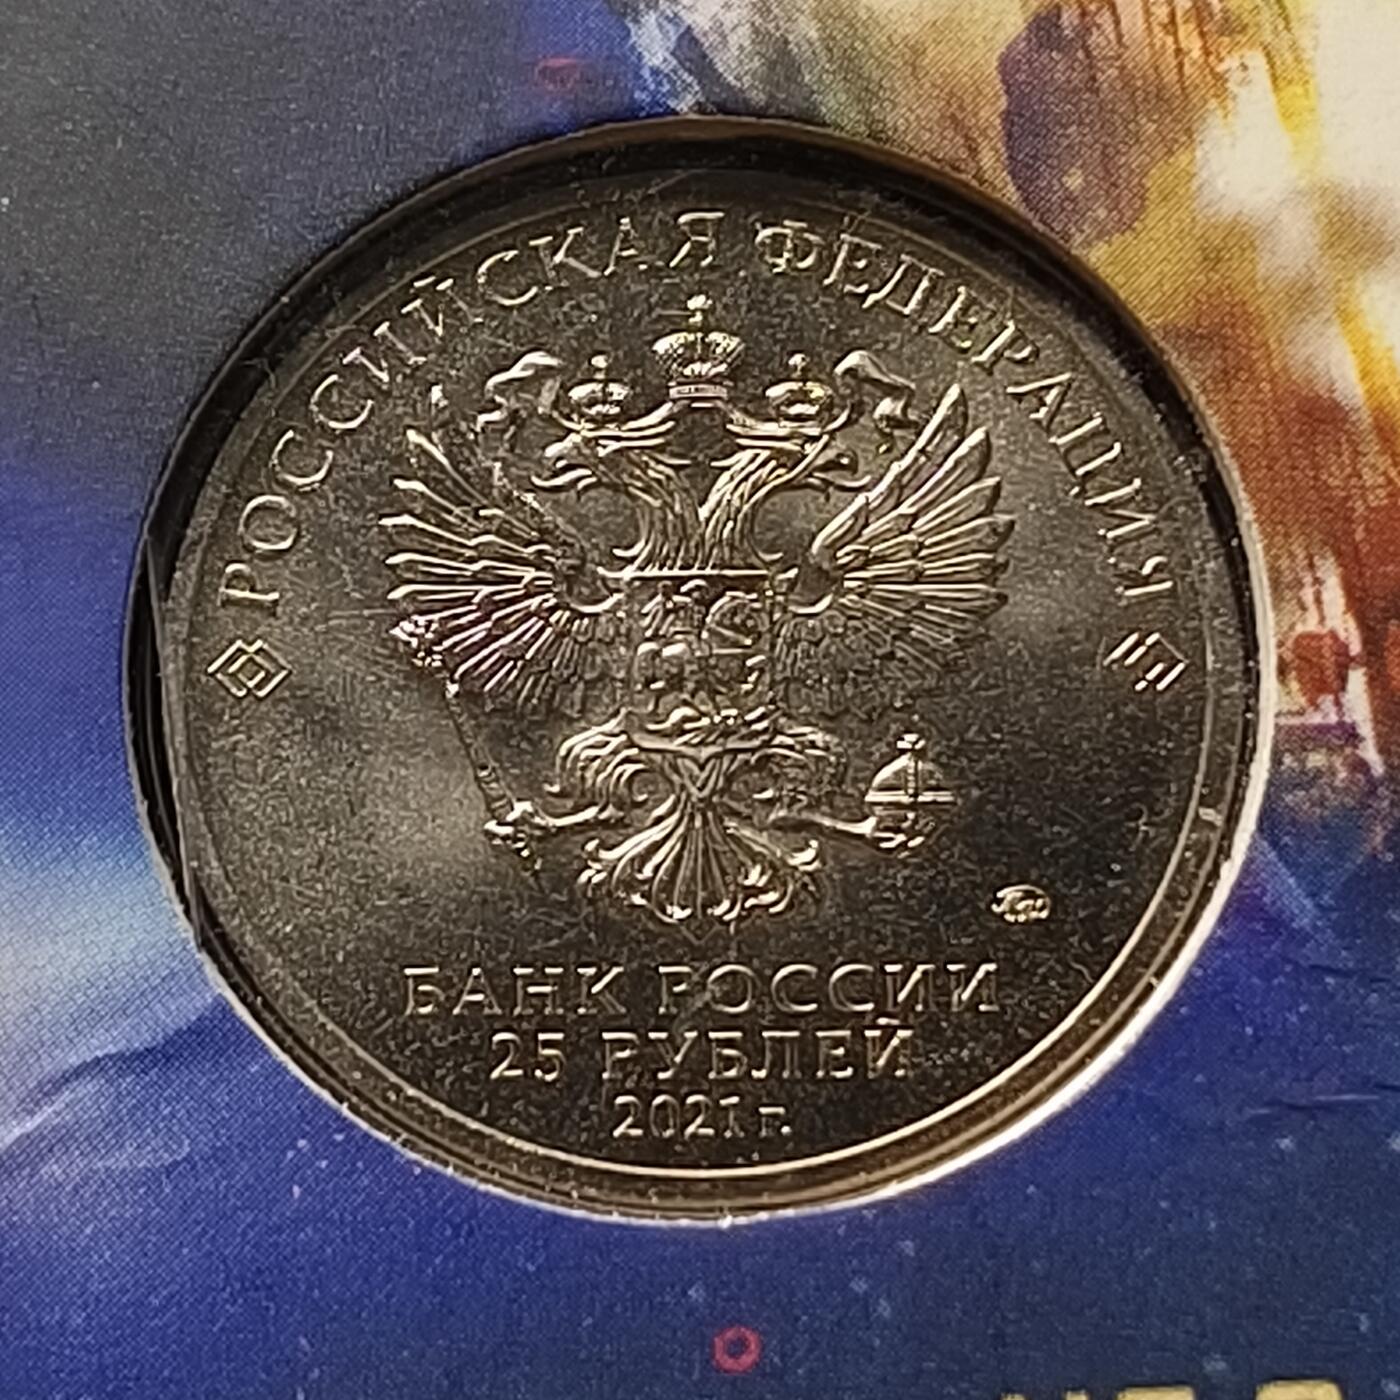 РОССИЙСКАЯ ФЕДЕРАЦИЯ
БАНК РОССИИ
25 РУБЛЕЙ
2021 г.